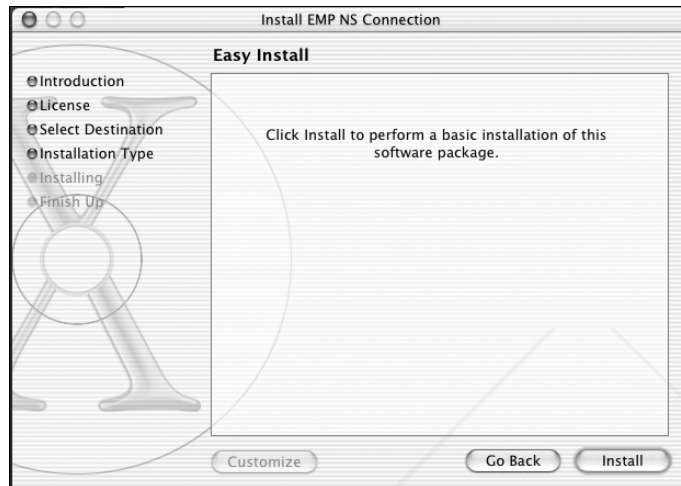 Install EMP NS Connection
Easy Install
Introduction
License
Select Destination
Installation Type
Installing
Finish Up
Click Install to perform a basic installation of this
software package.
Customize
Go Back
Install